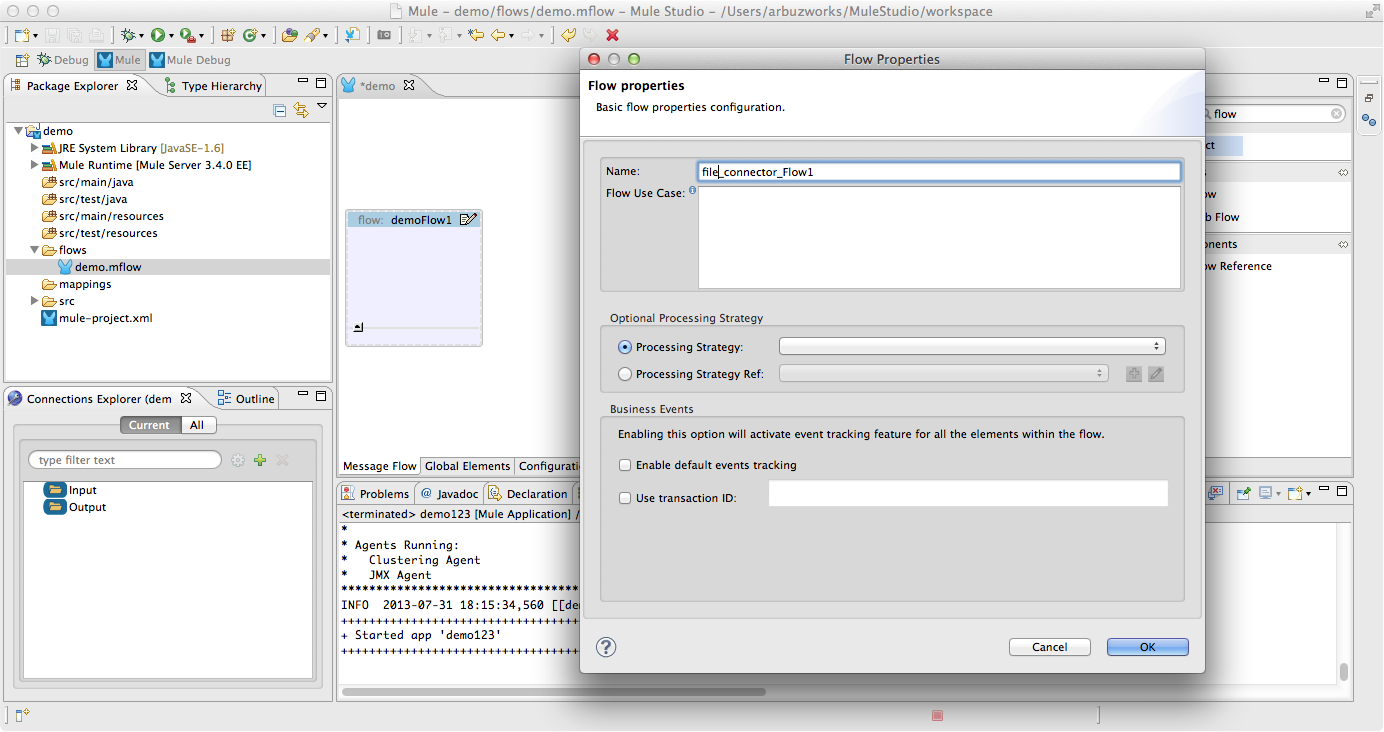 Mule – demo/flows/demo.mflow – Mule Studio – /Users/arbuzworks/MuleStudio/workspace
Debug Mule Mule Debug
Package Explorer Type Hierarchy
demo
JRE System Library [JavaSE-1.6]
Mule Runtime [Mule Server 3.4.0 EE]
src/main/java
src/test/java
src/main/resources
src/test/resources
flows
demo.mflow
mappings
src
mule-project.xml
Connections Explorer (dem Outline
Current All
type filter text
Input
Output
*demo
flow: demoFlow1
Message Flow Global Elements Configurati
Problems @ Javadoc Declaration
<terminated> demo123 [Mule Application] /
*
* Agents Running:
* Clustering Agent
* JMX Agent
**********************************
INFO 2013-07-31 18:15:34,560 [[de
++++++++++++++++++++++++++++++++++
+ Started app 'demo123'
++++++++++++++++++++++++++++++++++
Flow Properties
Flow properties
Basic flow properties configuration.
Name: file_connector_Flow1
Flow Use Case:
Optional Processing Strategy
Processing Strategy:
Processing Strategy Ref:
Business Events
Enabling this option will activate event tracking feature for all the elements within the flow.
Enable default events tracking
Use transaction ID:
? Cancel OK
flow
ct
s
ow
b Flow
onents
ow Reference